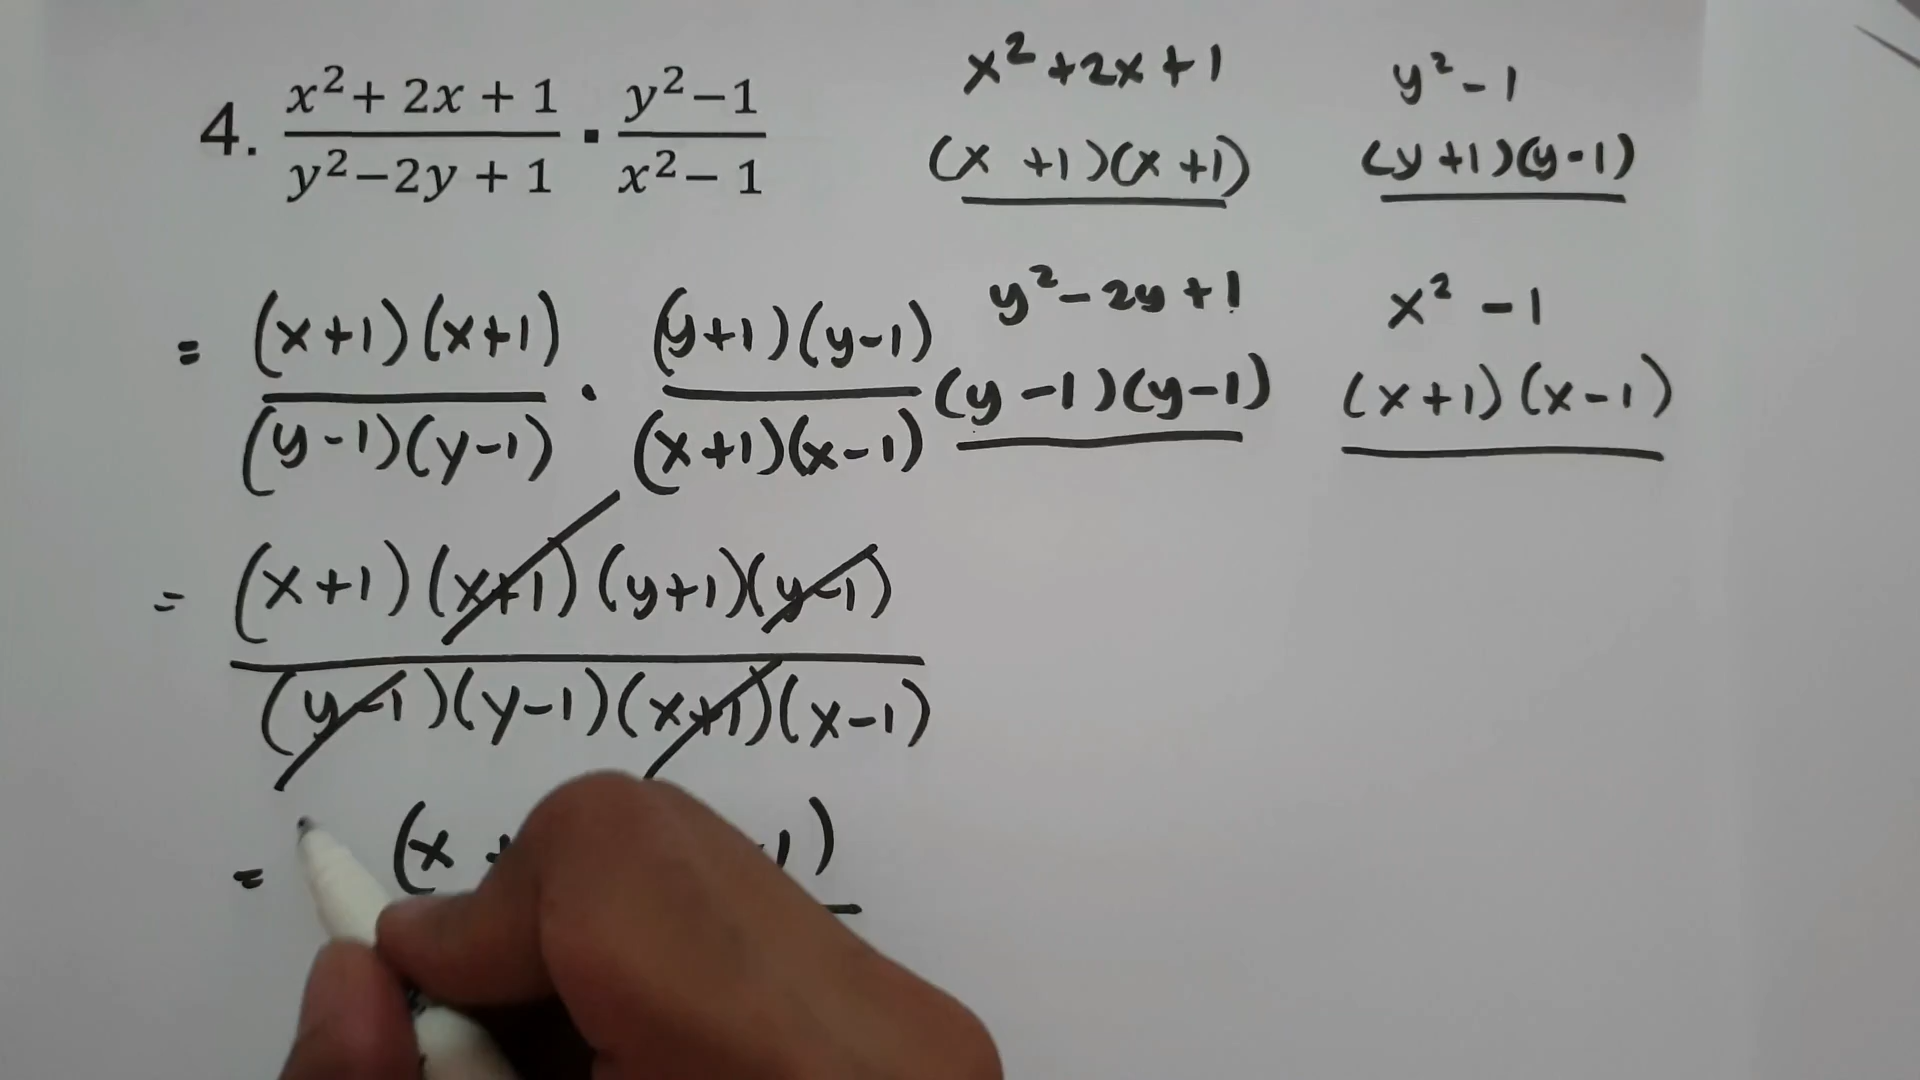 4. x²+ 2x + 1 / y²−2y + 1 ▪ y²−1 / x²− 1
x² + 2x + 1
(x + 1)(x + 1)
y² - 1
(y + 1)(y - 1)
y² - 2y + 1
(y - 1)(y - 1)
x² - 1
(x + 1)(x - 1)
= (x+1)(x+1) / (y-1)(y-1) · (y+1)(y-1) / (x+1)(x-1)
= (x+1)(x+1)(y+1)(y-1) / (y-1)(y-1)(x+1)(x-1)
= (x + 1)